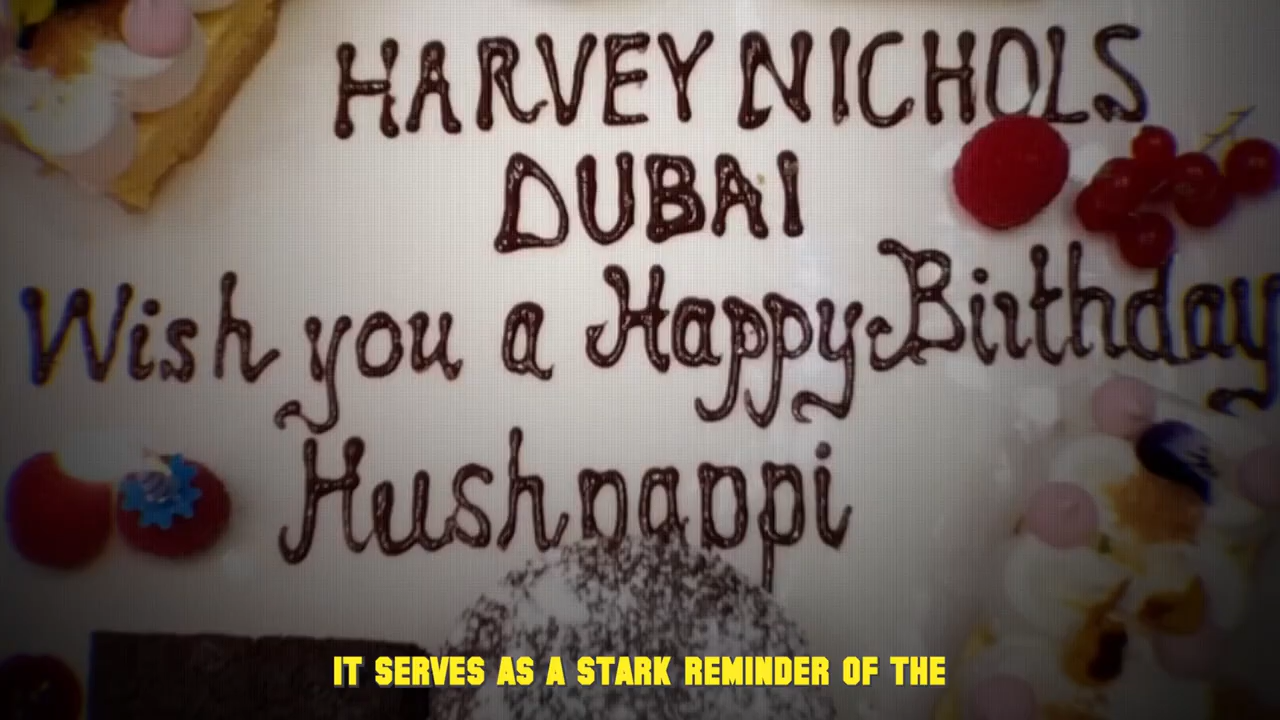 HARVEY NICHOLS
DUBAI
Wish you a Happy Birthday
Hushpappi
IT SERVES AS A STARK REMINDER OF THE